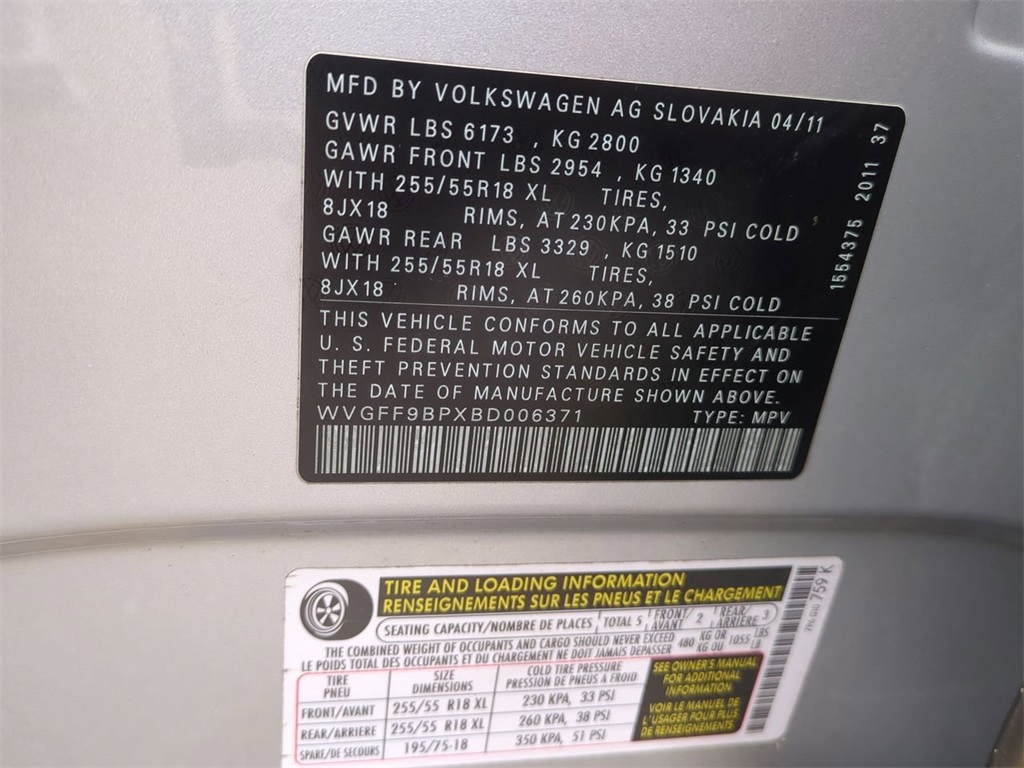 MFD BY VOLKSWAGEN AG SLOVAKIA 04/11
GVWR LBS 6173 , KG 2800
GAWR FRONT LBS 2954 , KG 1340
WITH 255/55R18 XL TIRES,
8JX18 RIMS, AT 230KPA, 33 PSI COLD
GAWR REAR LBS 3329 , KG 1510
WITH 255/55R18 XL TIRES,
8JX18 RIMS, AT 260KPA, 38 PSI COLD
THIS VEHICLE CONFORMS TO ALL APPLICABLE
U. S. FEDERAL MOTOR VEHICLE SAFETY AND
THEFT PREVENTION STANDARDS IN EFFECT ON
THE DATE OF MANUFACTURE SHOWN ABOVE.
WVGFF9BPXBD006371 TYPE: MPV
1554375 2011 37
TIRE AND LOADING INFORMATION
RENSEIGNEMENTS SUR LES PNEUS ET LE CHARGEMENT
SEATING CAPACITY/NOMBRE DE PLACES TOTAL 5 FRONT/AVANT 2 REAR/ARRIÈRE 3
THE COMBINED WEIGHT OF OCCUPANTS AND CARGO SHOULD NEVER EXCEED 480 KG OR 1055 LBS
LE POIDS TOTAL DES OCCUPANTS ET DU CHARGEMENT NE DOIT JAMAIS DEPASSER KG OU LB
TIRE PNEU SIZE DIMENSIONS COLD TIRE PRESSURE PRESSION DE PNEUS A FROID
FRONT/AVANT 255/55 R18 XL 230 KPA, 33 PSI
REAR/ARRIERE 255/55 R18 XL 260 KPA, 38 PSI
SPARE/DE SECOURS 195/75-18 350 KPA, 51 PSI
SEE OWNER'S MANUAL
FOR ADDITIONAL
INFORMATION
VOIR LE MANUEL DE
L'USAGER POUR PLUS
DE RENSEIGNEMENTS
759 K